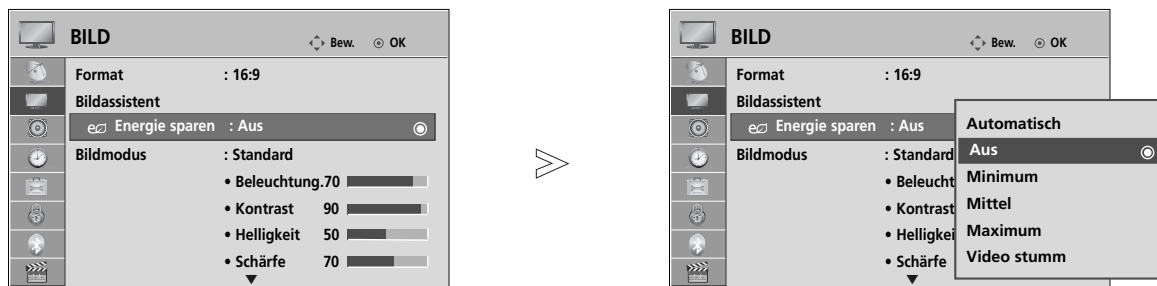 BILD
Bew. OK
Format : 16:9
Bildassistent
Energie sparen : Aus
Bildmodus : Standard
• Beleuchtung.70
• Kontrast 90
• Helligkeit 50
• Schärfe 70
BILD
Bew. OK
Format : 16:9
Bildassistent
Energie sparen : Aus
Bildmodus : Standard
• Beleucht
• Kontrast
• Helligkei
• Schärfe
Automatisch
Aus
Minimum
Mittel
Maximum
Video stumm